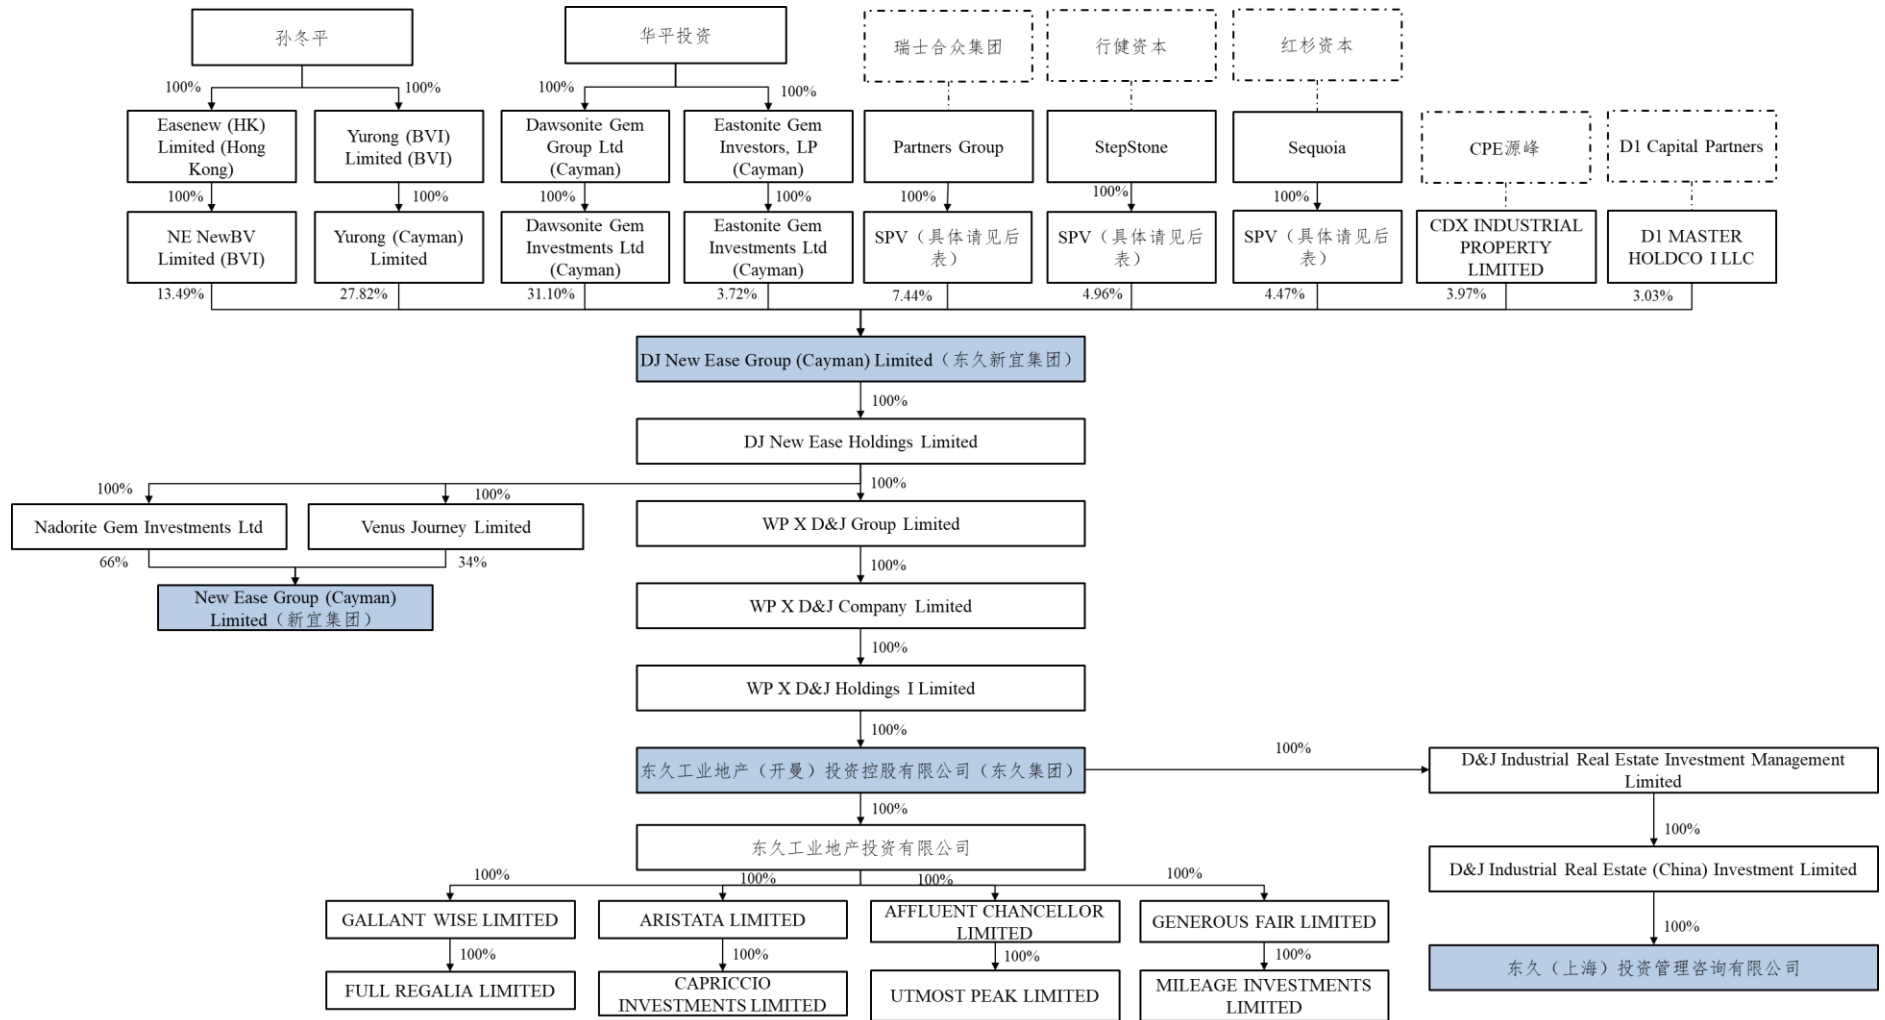 孙冬平
华平投资
瑞士合众集团
行健资本
红杉资本
100%
100%
100%
100%
Easenew (HK)
Limited (Hong
Kong)
Yurong (BVI)
Limited (BVI)
Dawsonite Gem
Group Ltd
(Cayman)
Eastonite Gem
Investors, LP
(Cayman)
Partners Group
StepStone
Sequoia
CPE源峰
D1 Capital Partners
100%
100%
100%
100%
100%
100%
100%
NE NewBV
Limited (BVI)
Yurong (Cayman)
Limited
Dawsonite Gem
Investments Ltd
(Cayman)
Eastonite Gem
Investments Ltd
(Cayman)
SPV（具体请见后
表）
SPV（具体请见后
表）
SPV（具体请见后
表）
CDX INDUSTRIAL
PROPERTY
LIMITED
D1 MASTER
HOLDCO I LLC
13.49%
27.82%
31.10%
3.72%
7.44%
4.96%
4.47%
3.97%
3.03%
DJ New Ease Group (Cayman) Limited（东久新宜集团）
100%
DJ New Ease Holdings Limited
100%
100%
100%
Nadorite Gem Investments Ltd
Venus Journey Limited
WP X D&J Group Limited
66%
34%
100%
New Ease Group (Cayman)
Limited（新宜集团）
WP X D&J Company Limited
100%
WP X D&J Holdings I Limited
100%
东久工业地产（开曼）投资控股有限公司（东久集团）
100%
D&J Industrial Real Estate Investment Management
Limited
100%
100%
东久工业地产投资有限公司
D&J Industrial Real Estate (China) Investment Limited
100%
100%
100%
100%
100%
GALLANT WISE LIMITED
ARISTATA LIMITED
AFFLUENT CHANCELLOR
LIMITED
GENEROUS FAIR LIMITED
100%
100%
100%
100%
FULL REGALIA LIMITED
CAPRICCIO
INVESTMENTS LIMITED
UTMOST PEAK LIMITED
MILEAGE INVESTMENTS
LIMITED
东久（上海）投资管理咨询有限公司